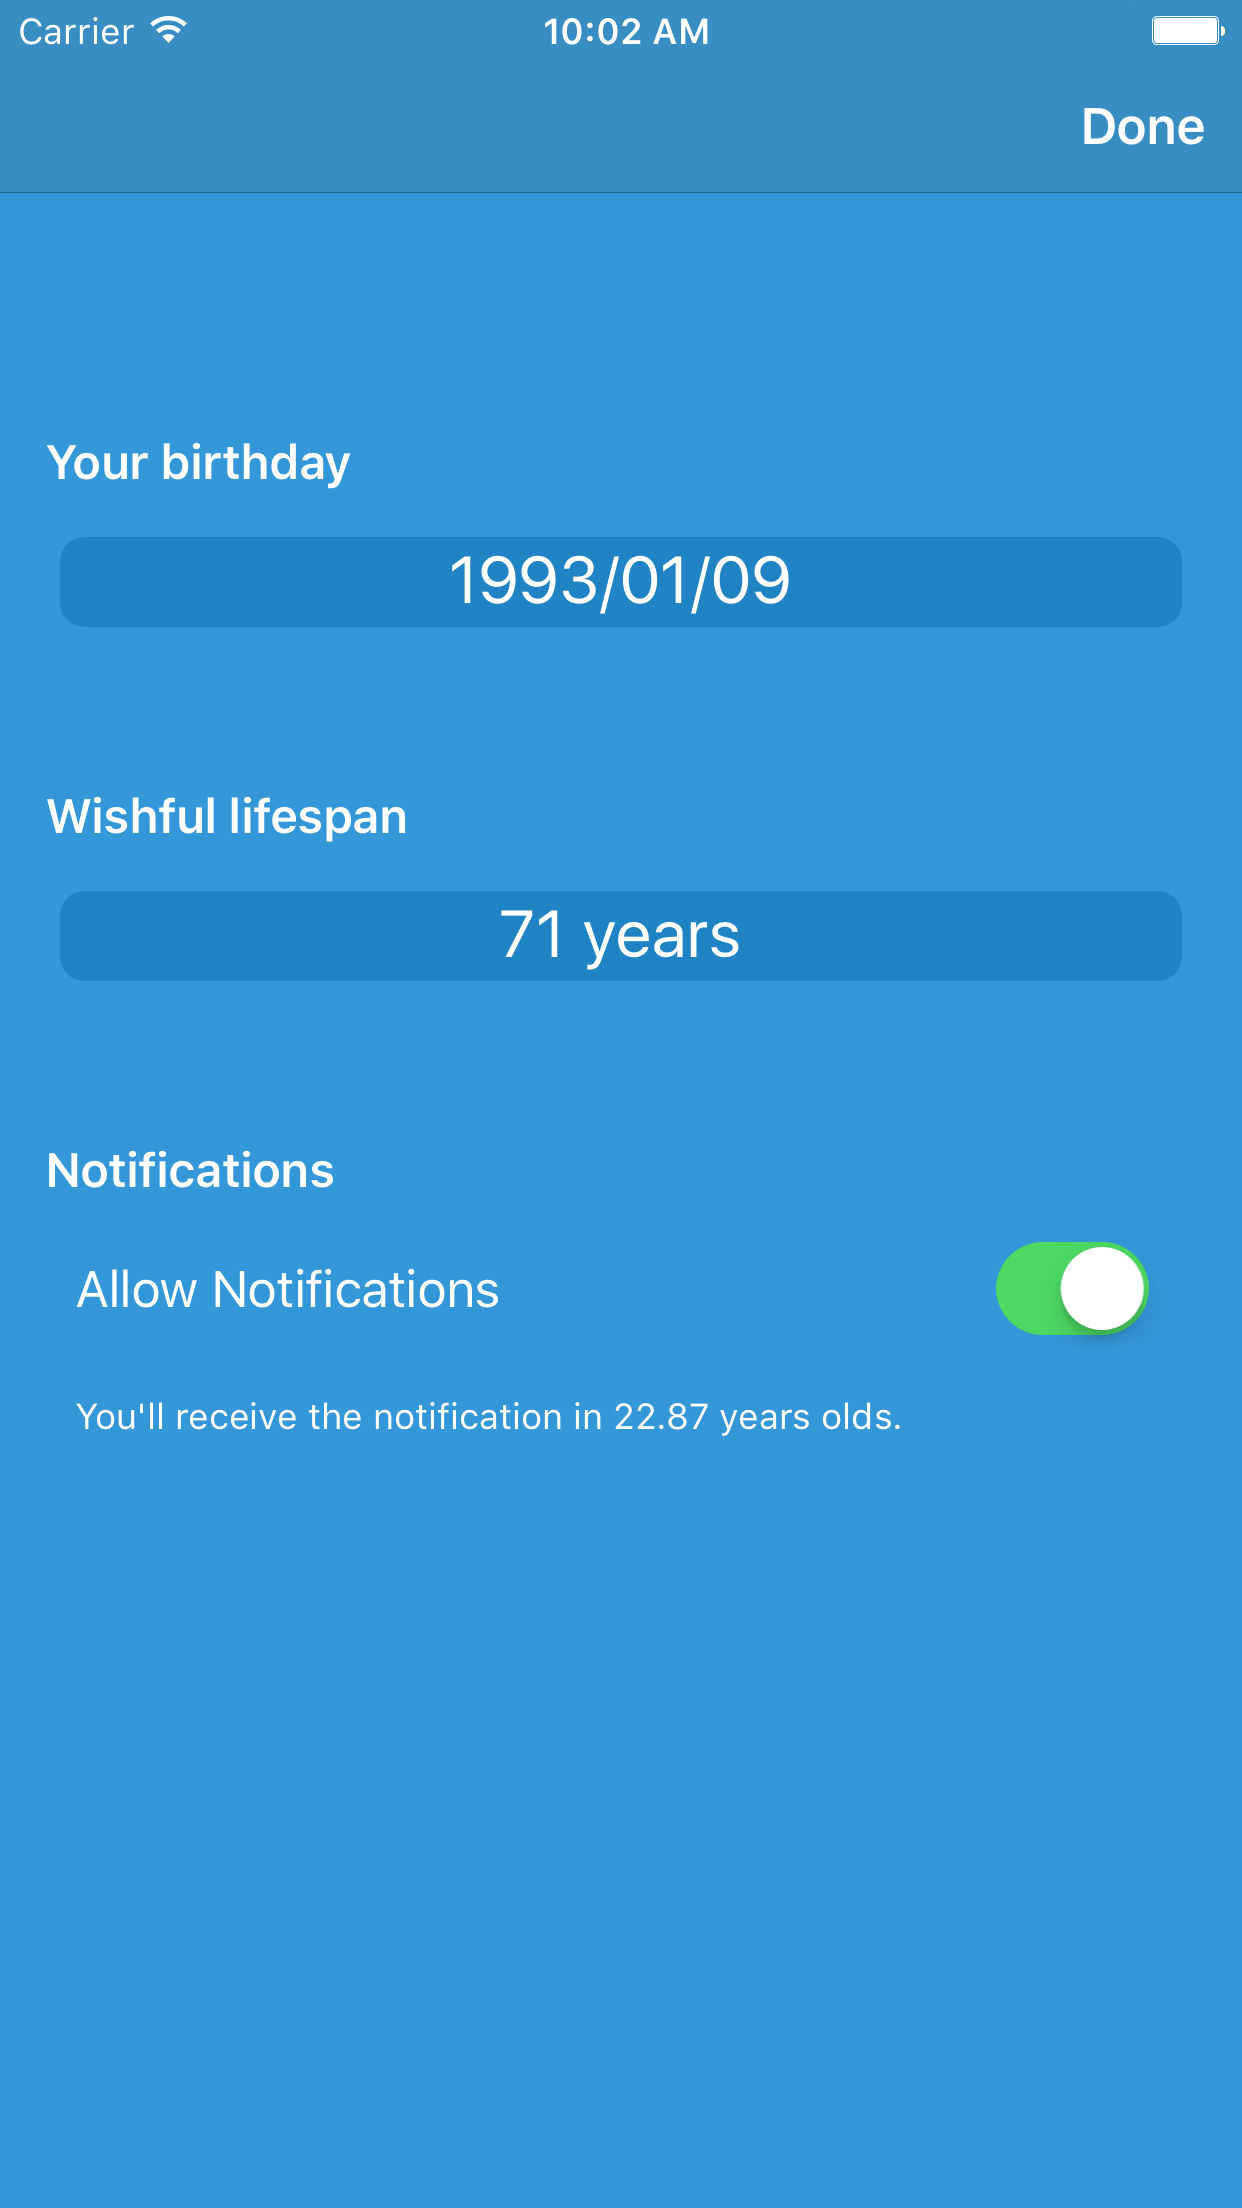 Carrier 10:02 AM
Done
Your birthday
1993/01/09
Wishful lifespan
71 years
Notifications
Allow Notifications
You'll receive the notification in 22.87 years olds.